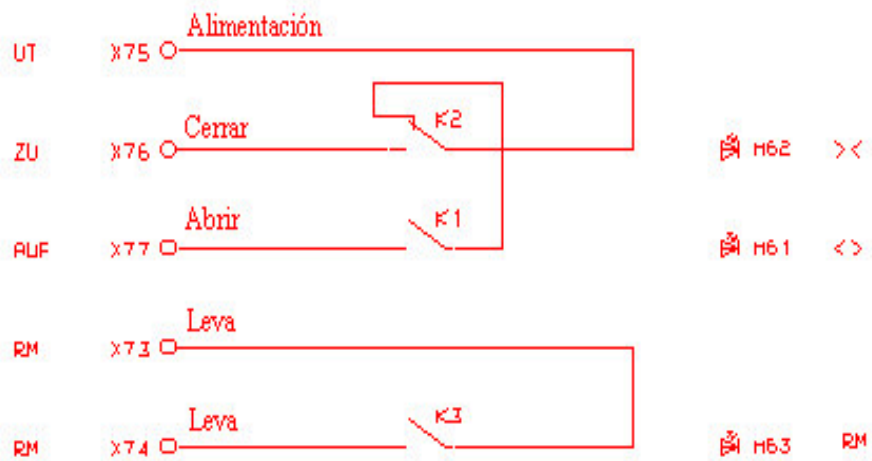 UT X75 Alimentación
K2
ZU X76 Cerrar H62 ><
K1
AUF X77 Abrir H61 <>
RM X73 Leva
K3
RM X74 Leva H63 RM